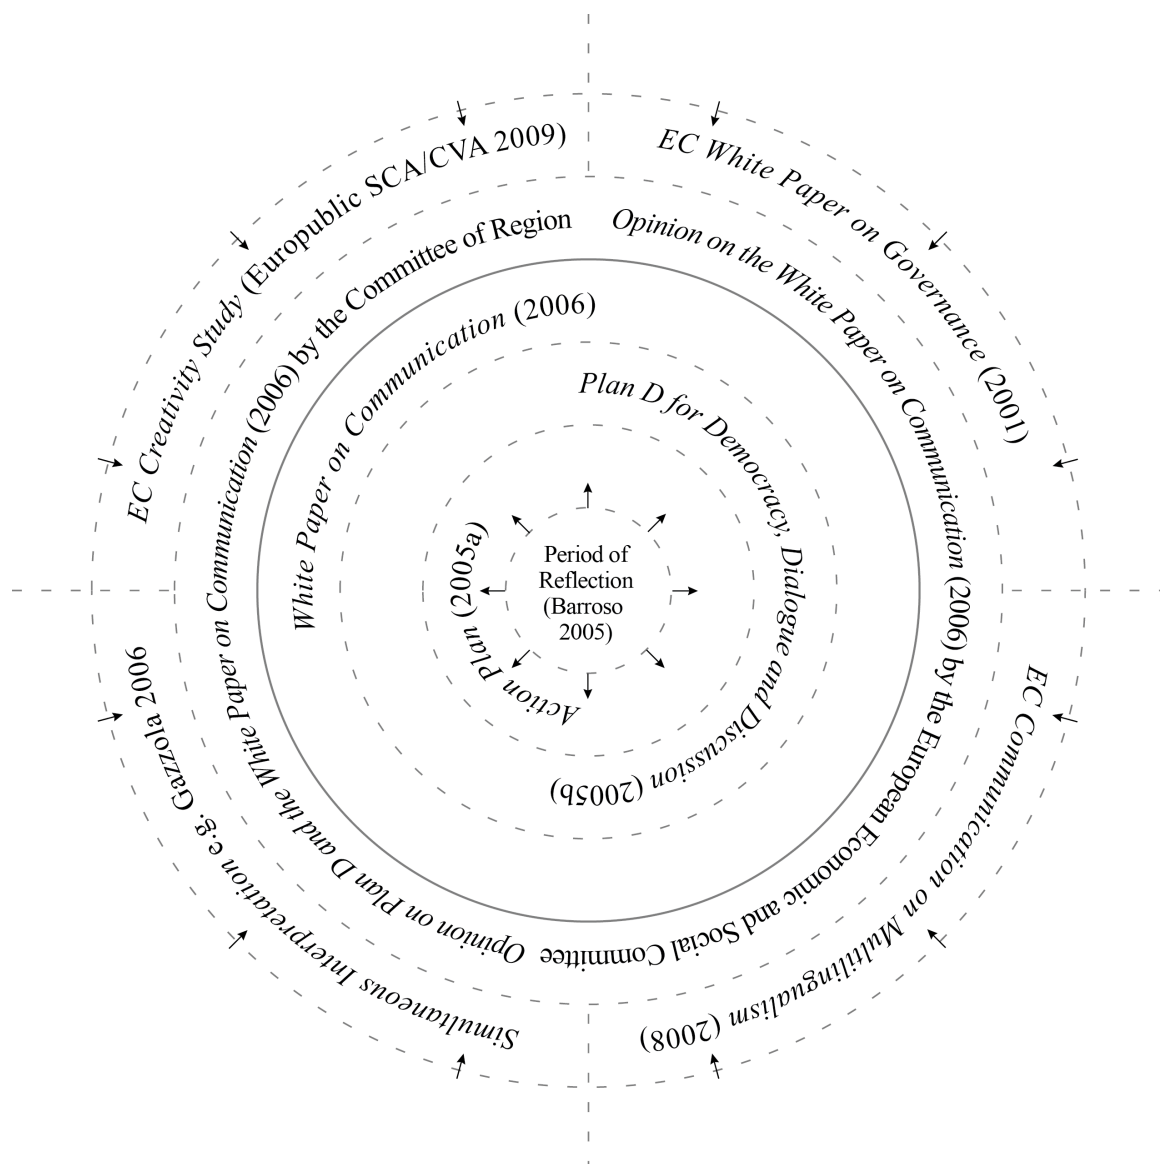 EC White Paper on Governance (2001)
EC Communication on Multilingualism (2008)
Simultaneous Interpretation e.g. Gazzola 2006
EC Creativity Study (Europublic SCA/CVA 2009)
Opinion on the White Paper on Communication (2006) by the European Economic and Social Committee
Opinion on Plan D and the White Paper on Communication (2006) by the Committee of Region
White Paper on Communication (2006)
Plan D for Democracy, Dialogue and Discussion (2005b)
Action Plan (2005a)
Period of
Reflection
(Barroso
2005)